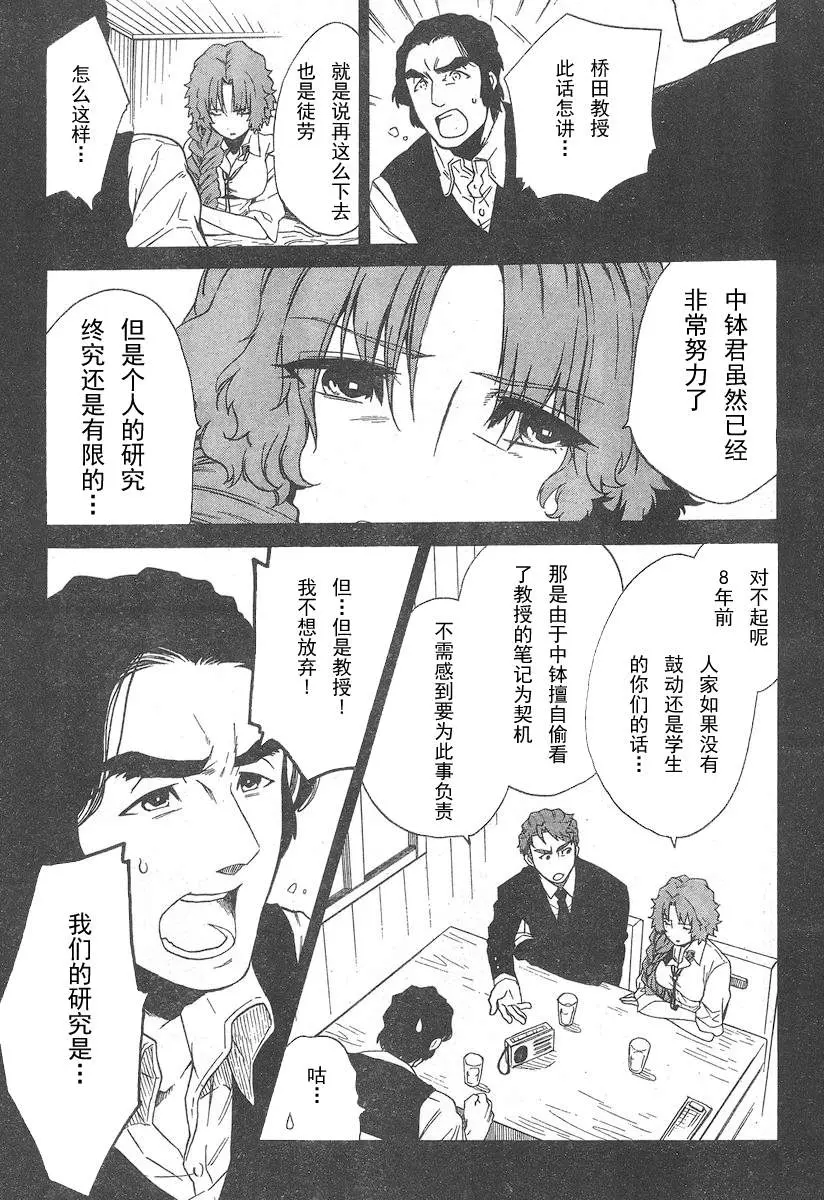 桥田教授
此话怎讲…
就是说再这么下去
也是徒劳
怎么这样…
中钵君虽然已经
非常努力了
但是个人的研究
终究还是有限的…
对不起呢
8年前
人家如果没有
鼓动还是学生
的你们的话…
那是由于中钵擅自偷看
了教授的笔记为契机
不需感到要为此事负责
咕…
但…但是教授！
我不想放弃！
我们的研究是…